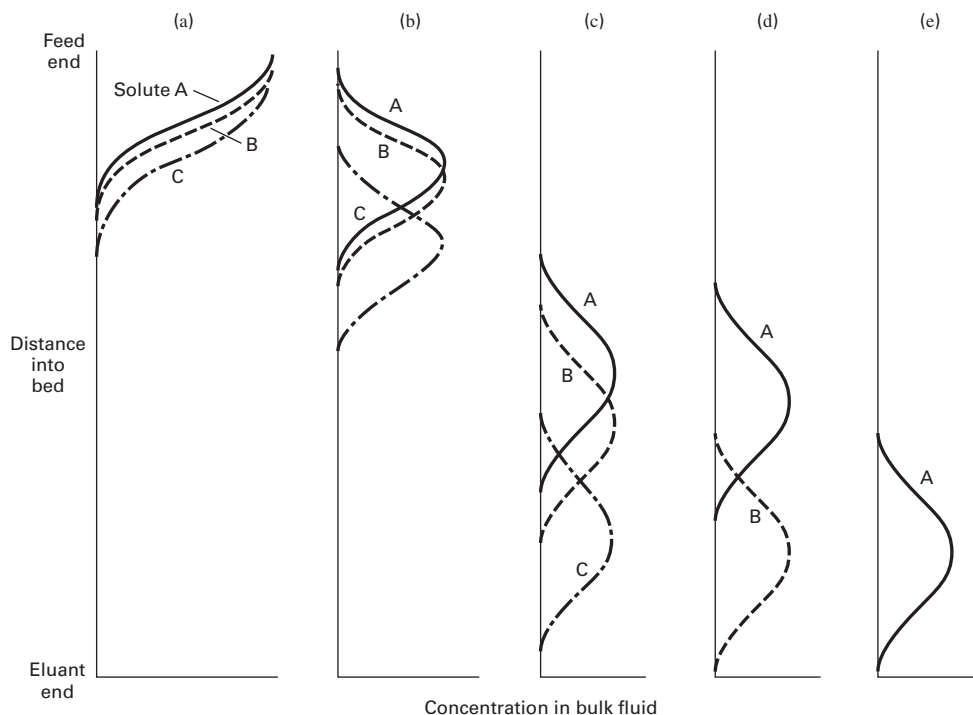 (a)
(b)
(c)
(d)
(e)
Feed
end
Solute A
B
C
A
B
C
Distance
into
bed
A
B
C
A
B
A
Eluant
end
Concentration in bulk fluid